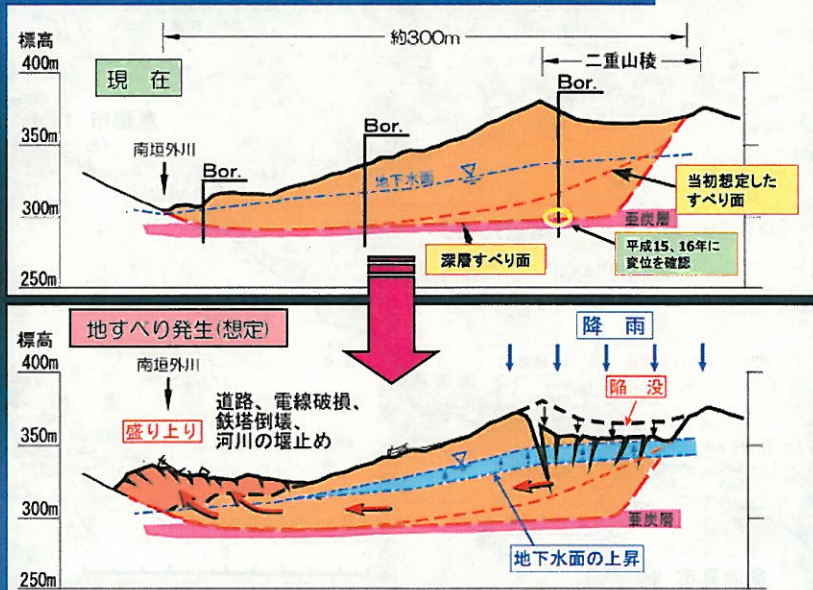 標高
約300m
400m
現在
二重山稜
Bor.
350m
Bor.
南垣外川
Bor.
地下水面
当初想定した
すべり面
300m
亜炭層
深層すべり面
平成15、16年に
変位を確認
250m
標高
地すべり発生(想定)
降雨
400m
南垣外川
道路、電線破損、
鉄塔倒壊、
河川の堰止め
陥没
盛り上り
350m
300m
亜炭層
地下水面の上昇
250m